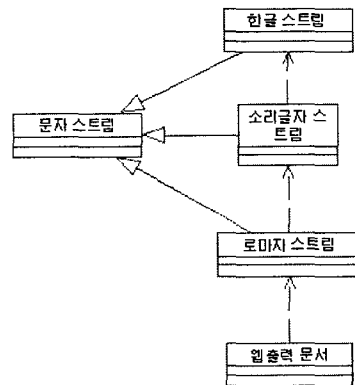 한글 스트림
문자 스트림
소리글자 스
트림
로마자 스트림
웹출력 문서